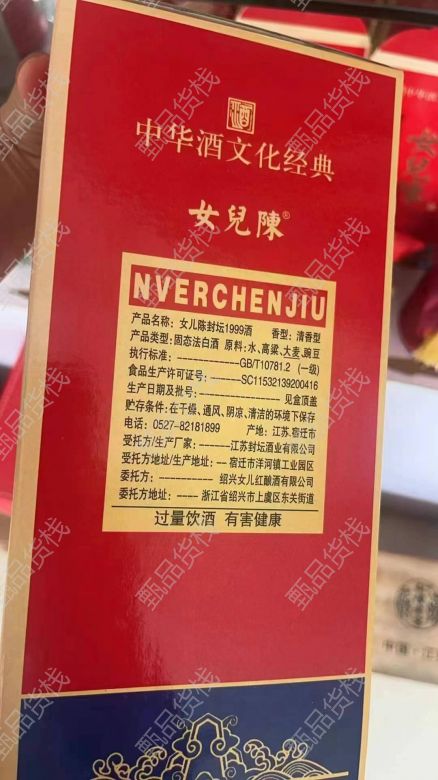 中华酒文化经典
女兒陳®
NVERCHENJIU
产品名称：女儿陈封坛1999酒 香型：清香型
产品类型：固态法白酒 原料：水、高粱、大麦、豌豆
执行标准：-----------GB/T10781.2（一级）
食品生产许可证号：-----SC11532139200416
生产日期及批号：--------------见盒顶盖
贮存条件：在干燥、通风、阴凉、清洁的环境下保存
电话：0527-82181899 产地：江苏.宿迁市
受托方/生产厂家：-----江苏封坛酒业有限公司
受托方地址/生产地址：--宿迁市洋河镇工业园区
委托方：-----------绍兴女儿红酿酒有限公司
委托方地址：----浙江省绍兴市上虞区东关街道
过量饮酒 有害健康
甄品货栈